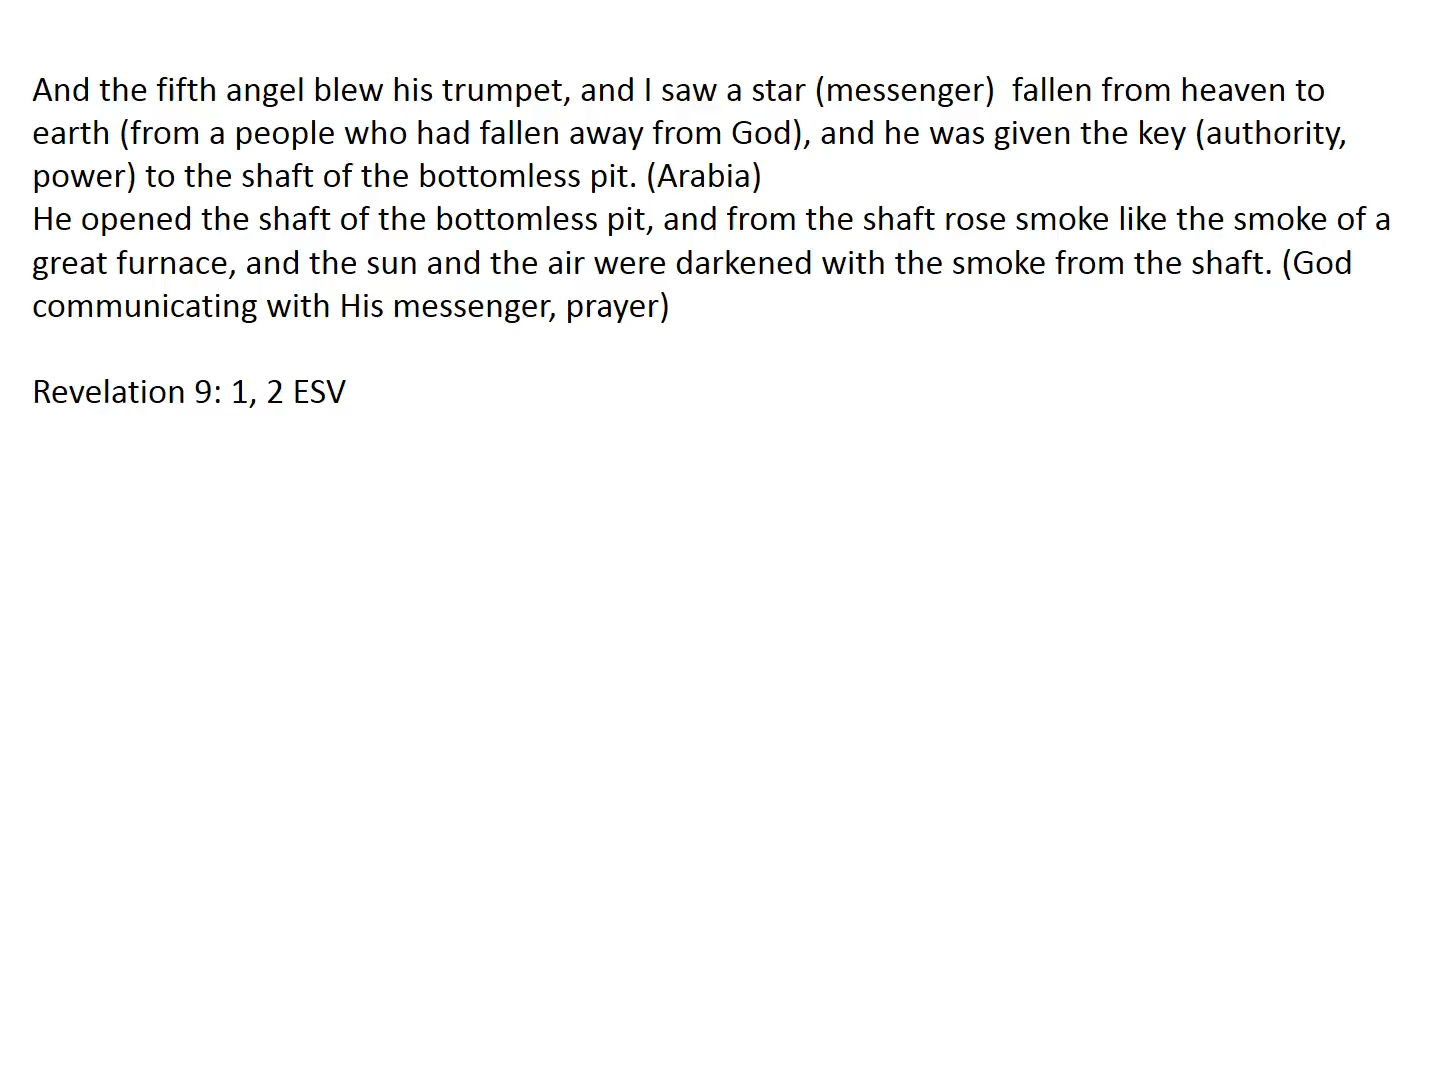 And the fifth angel blew his trumpet, and I saw a star (messenger)  fallen from heaven to
earth (from a people who had fallen away from God), and he was given the key (authority,
power) to the shaft of the bottomless pit. (Arabia)
He opened the shaft of the bottomless pit, and from the shaft rose smoke like the smoke of a
great furnace, and the sun and the air were darkened with the smoke from the shaft. (God
communicating with His messenger, prayer)
Revelation 9: 1, 2 ESV